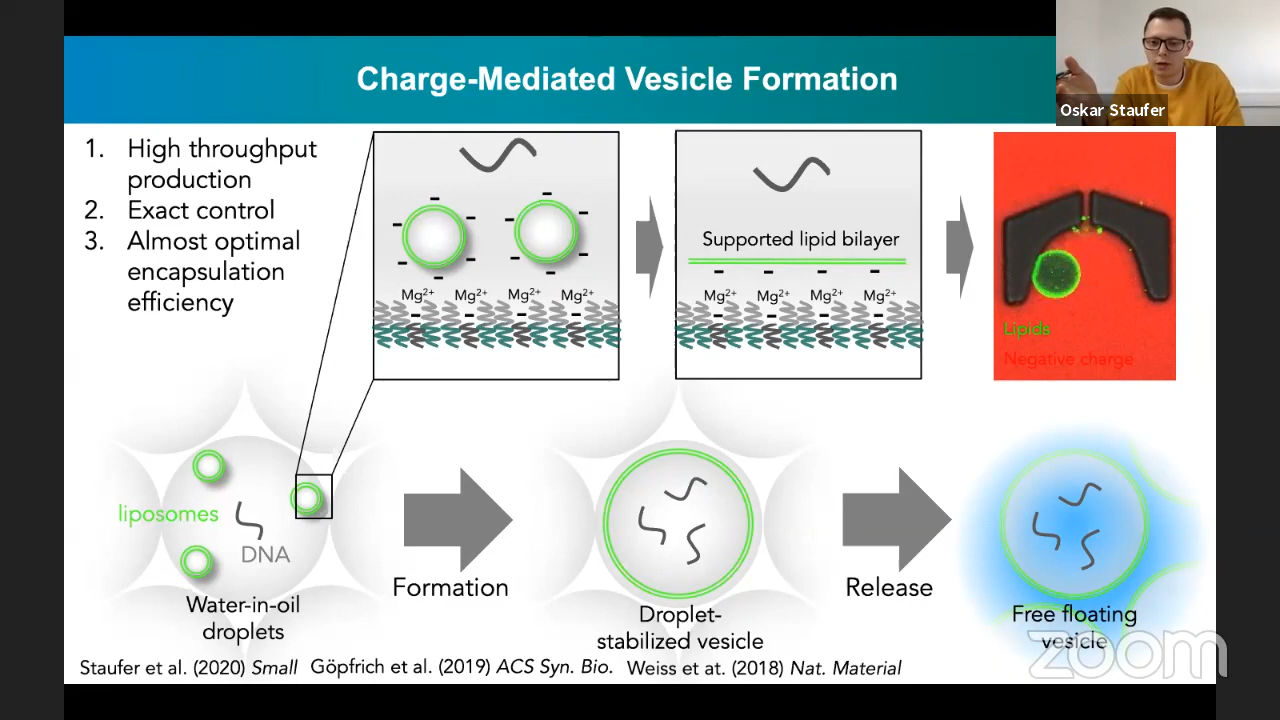 Charge-Mediated Vesicle Formation
Oskar Staufer
1. High throughput
production
2. Exact control
3. Almost optimal
encapsulation
efficiency
- - - - - - - - -
Mg²⁺ Mg²⁺ Mg²⁺ Mg²⁺
- - - -
Supported lipid bilayer
- - - -
Mg²⁺ Mg²⁺ Mg²⁺ Mg²⁺
- - - -
Lipids
Negative charge
liposomes
DNA
Water-in-oil
droplets
Formation
Droplet-
stabilized vesicle
Release
Free floating
vesicle
zoom
Staufer et al. (2020) Small Göpfrich et al. (2019) ACS Syn. Bio. Weiss et at. (2018) Nat. Material